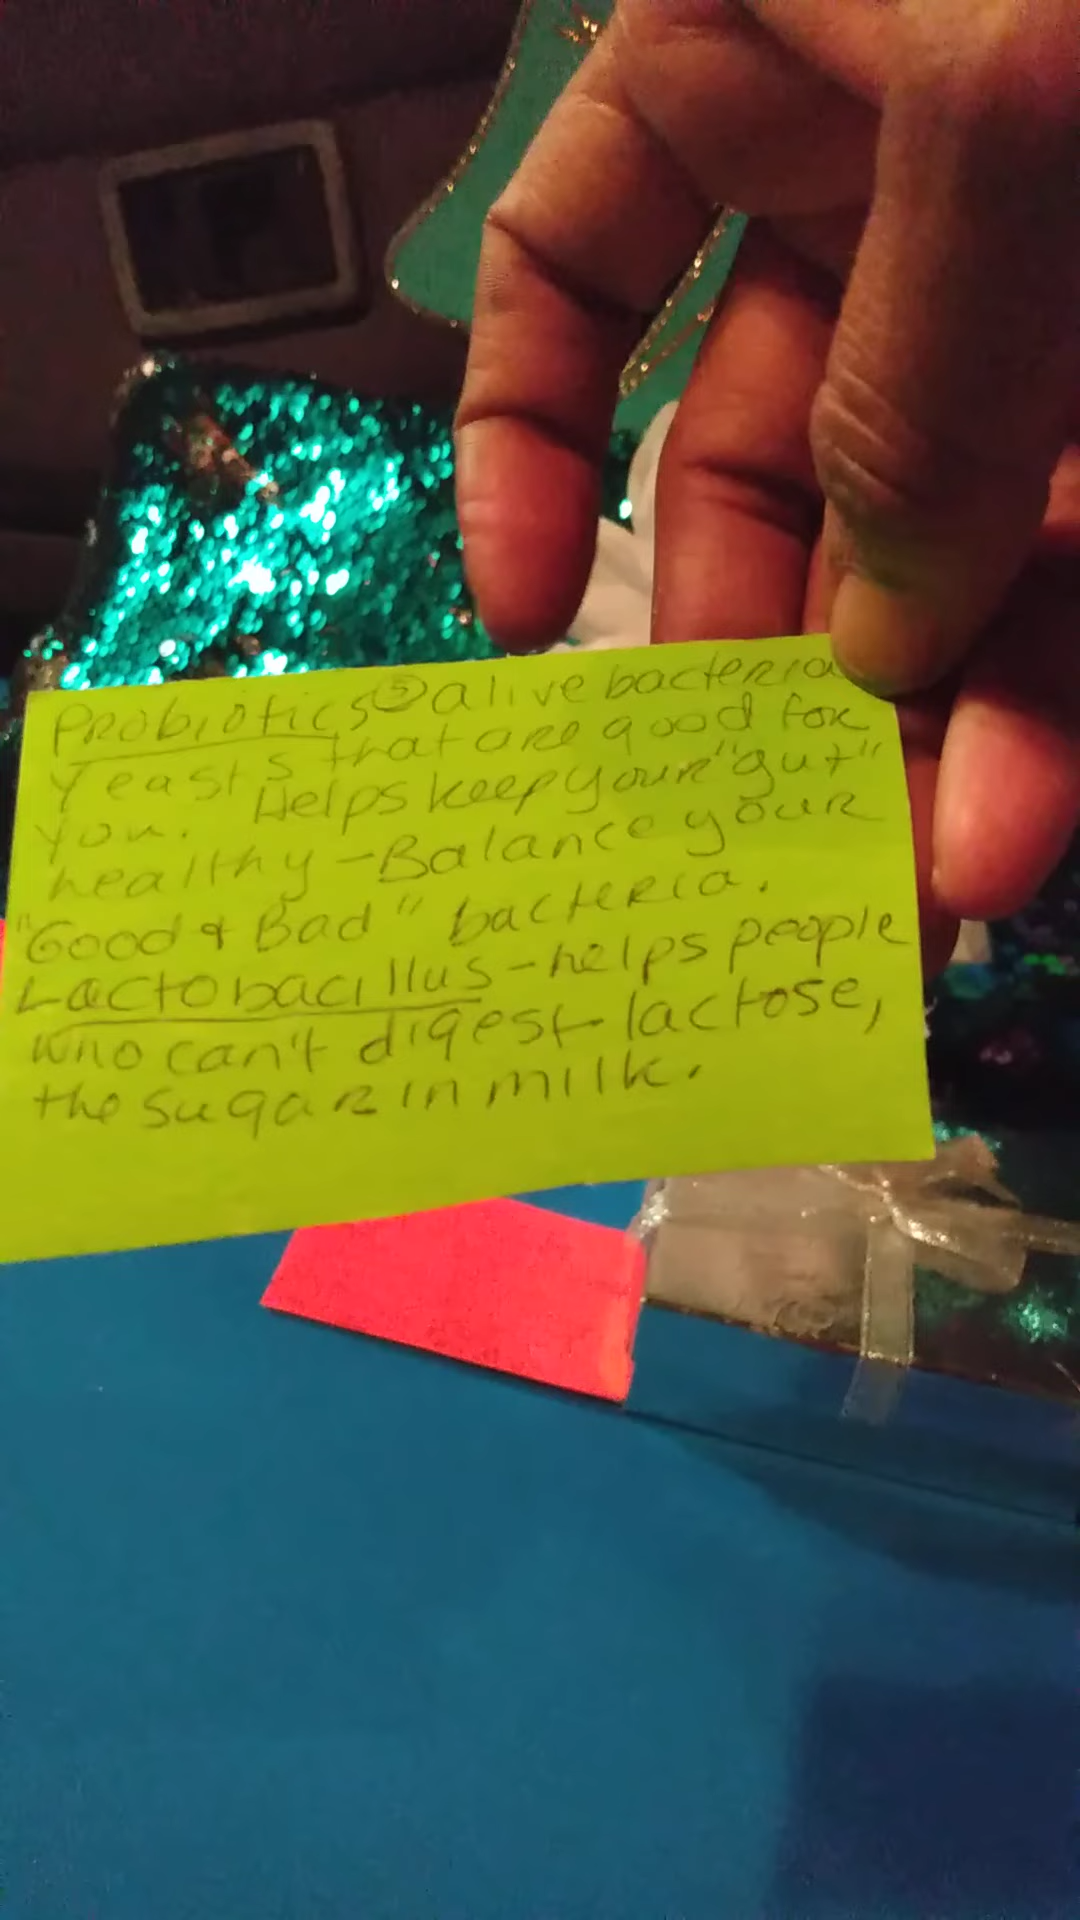 Probiotics ⑤ alive bacteria
yeasts that are good for
you. Helps keep your "gut"
healthy - Balance your
"Good & Bad" bacteria.
Lactobacillus - helps people
who can't digest lactose,
the sugar in milk.